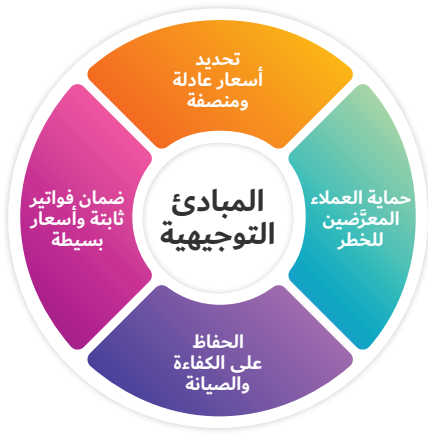 المبادئ
التوجيهية
تحديد
أسعار عادلة
ومنصفة
حماية العملاء
المعرَّضين
للخطر
الحفاظ
على الكفاءة
والصيانة
ضمان فواتير
ثابتة وأسعار
بسيطة